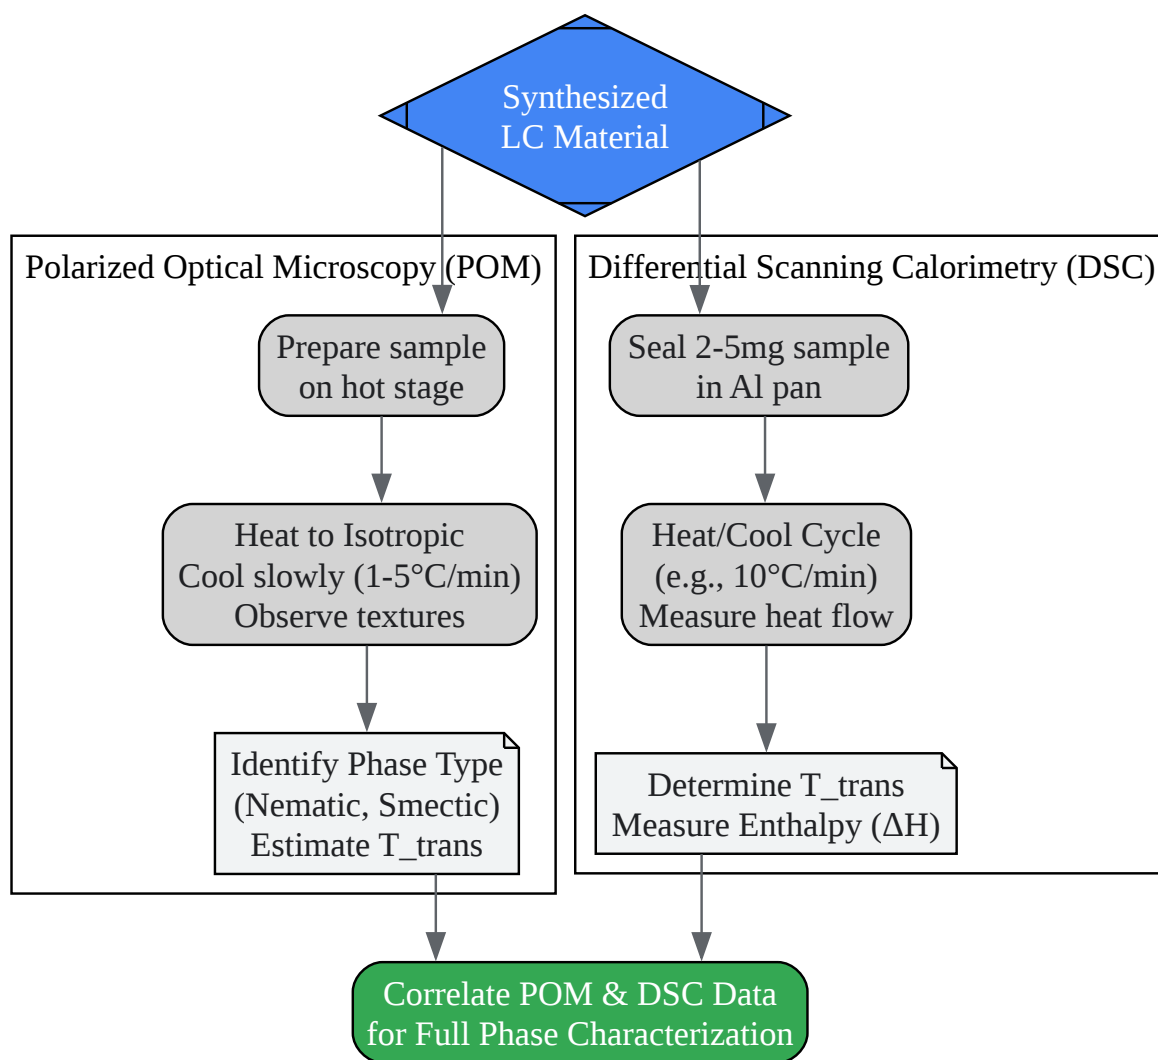 Synthesized
LC Material
Polarized Optical Microscopy (POM)
Prepare sample
on hot stage
Heat to Isotropic
Cool slowly (1-5°C/min)
Observe textures
Identify Phase Type
(Nematic, Smectic)
Estimate T_trans
Differential Scanning Calorimetry (DSC)
Seal 2-5mg sample
in Al pan
Heat/Cool Cycle
(e.g., 10°C/min)
Measure heat flow
Determine T_trans
Measure Enthalpy (ΔH)
Correlate POM & DSC Data
for Full Phase Characterization